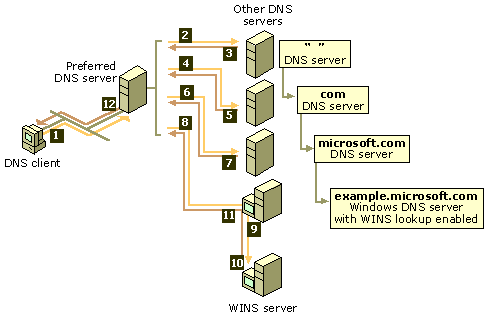 Other DNS
servers
2
3
" "
DNS server
Preferred
DNS server
4
5
com
DNS server
12
6
7
1
DNS client
8
microsoft.com
DNS server
11
9
example.microsoft.com
Windows DNS server
with WINS lookup enabled
10
WINS server